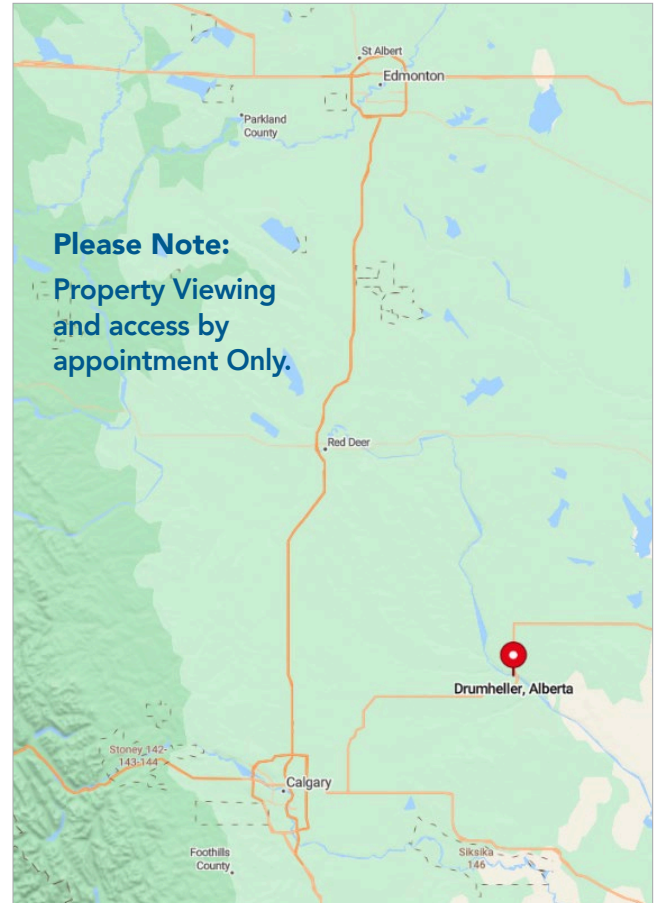 St Albert
Edmonton
Parkland
County
Please Note:
Property Viewing
and access by
appointment Only.
Red Deer
Drumheller, Alberta
Stoney 142-
143-144
Calgary
Foothills
County
Siksika
146